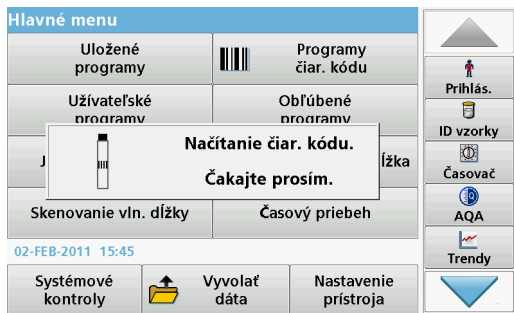 Hlavné menu
Uložené
programy
Programy
čiar. kódu
Užívateľské
programy
Obľúbené
programy
Načítanie čiar. kódu.
Čakajte prosím.
J
ĺžka
Skenovanie vln. dĺžky
Časový priebeh
02-FEB-2011 15:45
Systémové
kontroly
Vyvolať
dáta
Nastavenie
prístroja
Prihlás.
ID vzorky
Časovač
AQA
Trendy